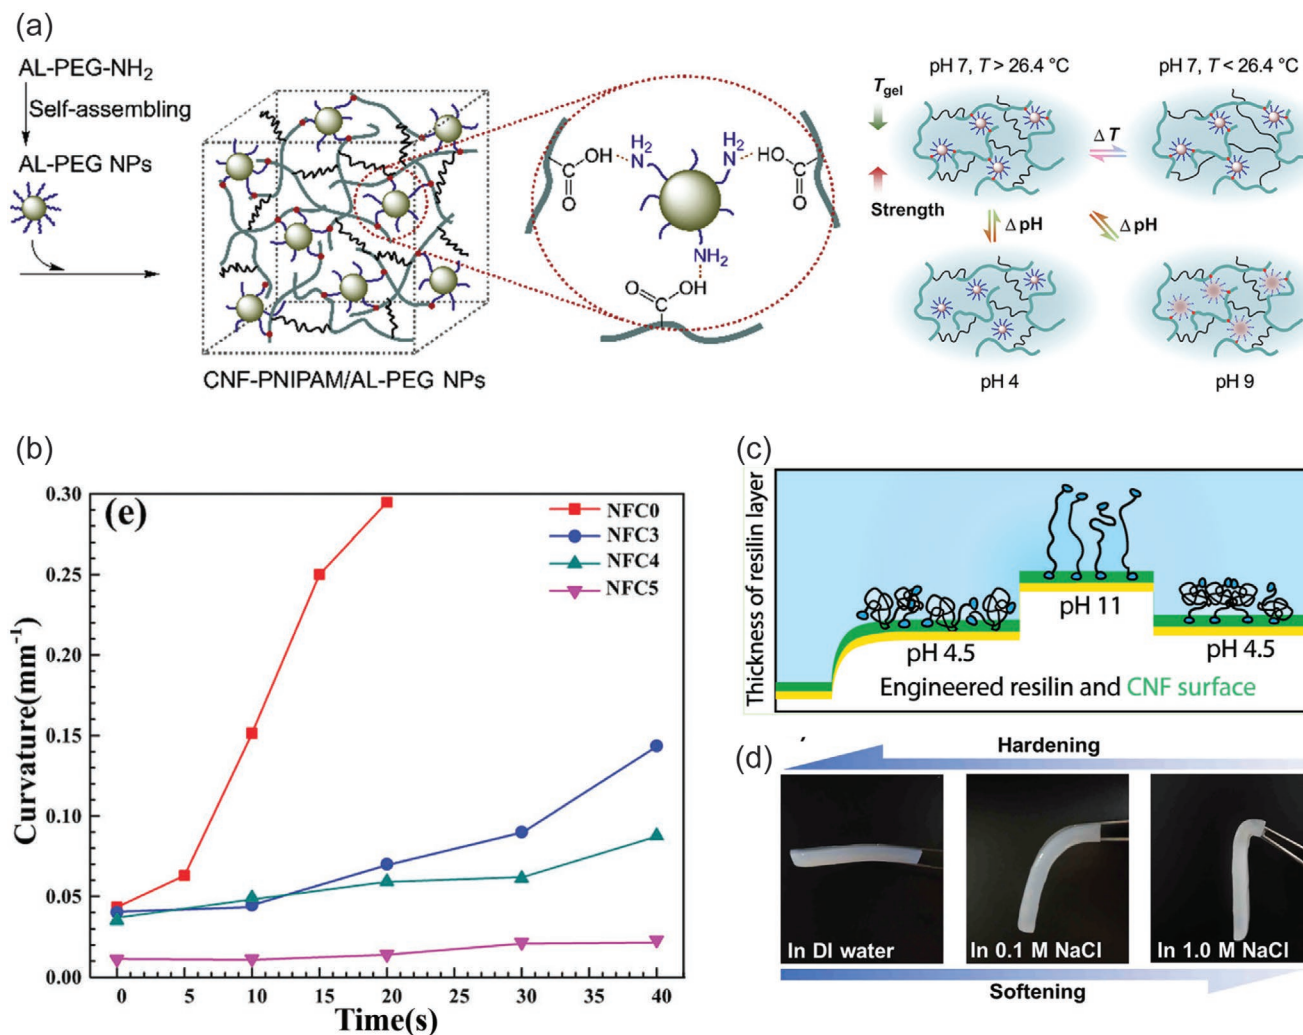 (a)
AL-PEG-NH2
Self-assembling
AL-PEG NPs
CNF-PNIPAM/AL-PEG NPs
OH
H2
N
O
NH2
HO
O
NH2
OH
O
pH 7, T > 26.4 °C
pH 7, T < 26.4 °C
Tgel
Δ T
Strength
Δ pH
Δ pH
pH 4
pH 9
(b)
(e)
NFC0
NFC3
NFC4
NFC5
Curvature(mm-1)
0.30
0.25
0.20
0.15
0.10
0.05
0.00
0 5 10 15 20 25 30 35 40
Time(s)
(c)
Thickness of resilin layer
pH 4.5
pH 11
pH 4.5
Engineered resilin and CNF surface
(d)
Hardening
In DI water
In 0.1 M NaCl
In 1.0 M NaCl
Softening